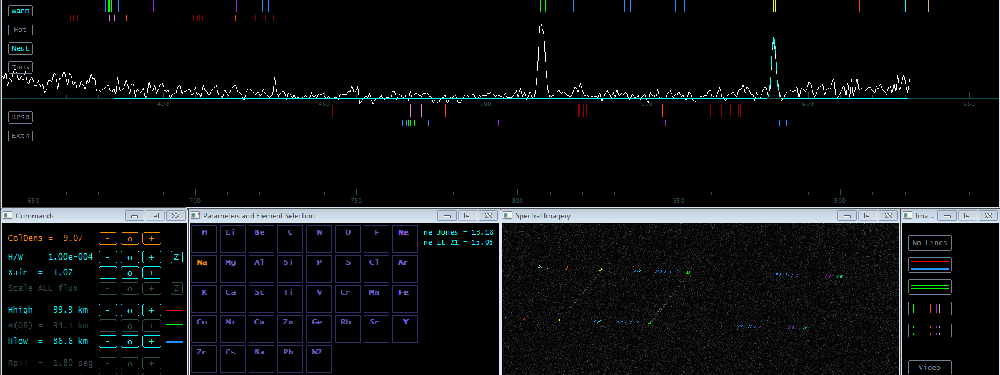 Warm
Hot
Neut
Ions
400 450 500 550 600 650
Resp
Extn
650 700 750 800 850 900
Commands
ColDens = 9.07 - o +
H/W = 1.00e-004 - o + Z
Xair = 1.07 - o +
Scale ALL flux - o + Z
Hhigh = 99.9 km - o +
H(O8) = 94.1 km - o +
Hlow = 86.6 km - o +
Roll = 1.80 deg - o +
Parameters and Element Selection
H Li Be C N O F Ne
Na Mg Al Si P S Cl Ar
K Ca Sc Ti V Cr Mn Fe
Co Ni Cu Zn Ge Rb Sr Y
Zr Cs Ba Pb N2
ne Jones = 13.18
ne It 21 = 15.05
Spectral Imagery
Ima...
No Lines
Video